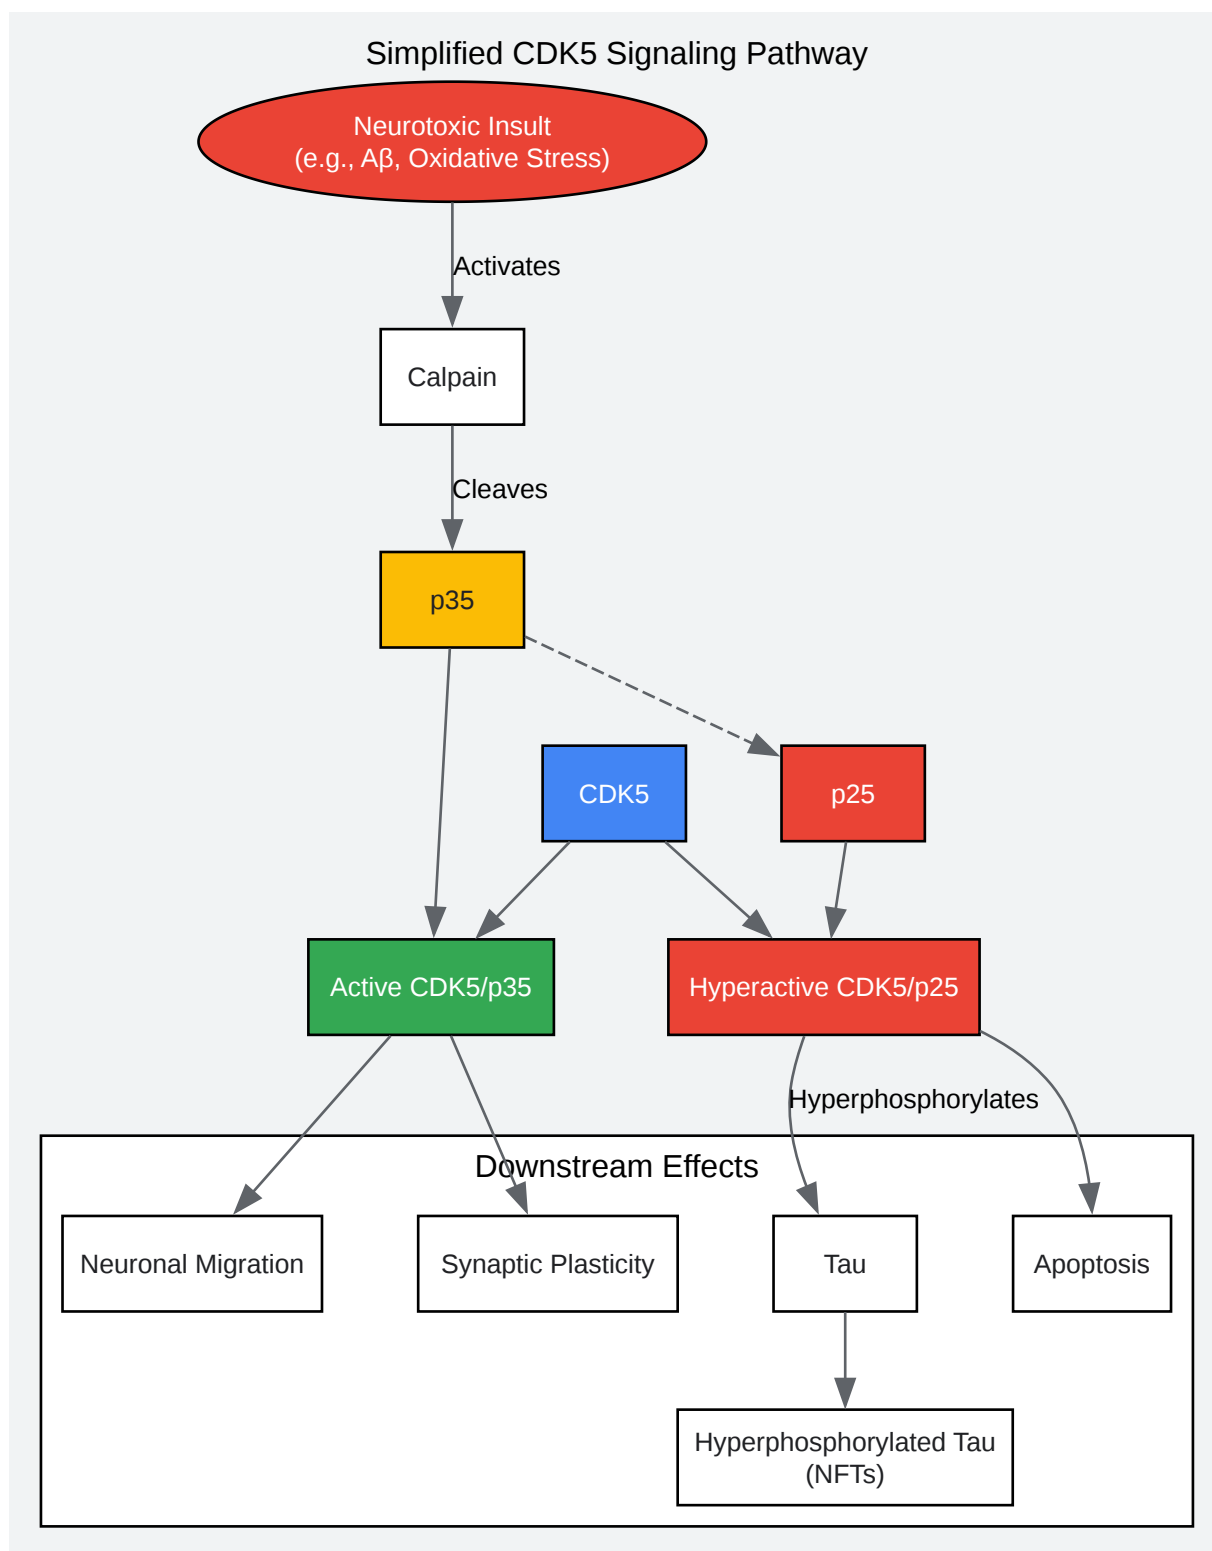 Simplified CDK5 Signaling Pathway
Neurotoxic Insult
(e.g., Aβ, Oxidative Stress)
Activates
Calpain
Cleaves
p35
CDK5
p25
Active CDK5/p35
Hyperactive CDK5/p25
Hyperphosphorylates
Downstream Effects
Neuronal Migration
Synaptic Plasticity
Tau
Apoptosis
Hyperphosphorylated Tau
(NFTs)